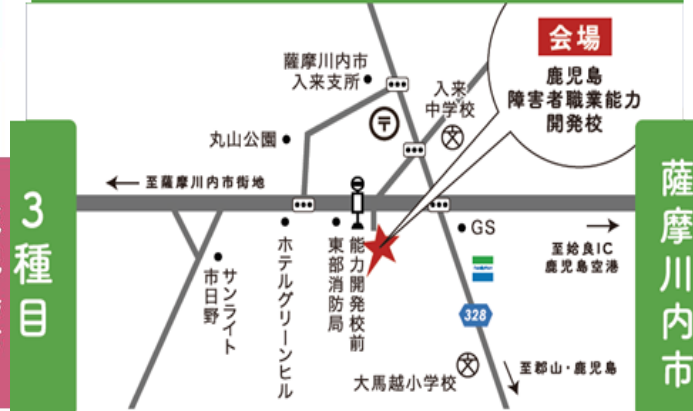 会場
鹿児島
障害者職業能力
開発校
薩摩川内市
入来支所
入来
中学校
〒
文
丸山公園
← 至薩摩川内市街地
GS
至姶良IC
鹿児島空港
サンライト
市日野
ホテルグリーンヒル
東部消防局
能力開発校前
FamilyMart
328
文
大馬越小学校
至郡山・鹿児島
3種目
薩摩川内市